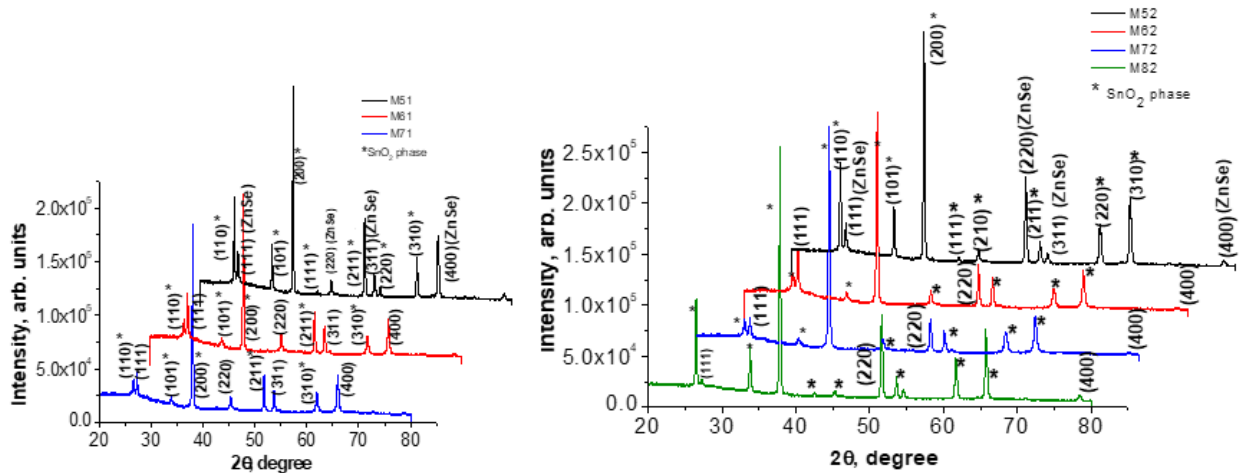 M51
M61
M71
*SnO2 phase
Intensity, arb. units
2.0x10^5
1.5x10^5
1.0x10^5
5.0x10^4
0.0
(110)*
(111) (ZnSe)
(101)*
(200)*
(111)*
(220) (ZnSe)
(211)*
(311)(ZnSe)
(220)*
(310)*
(400)(ZnSe)
(110)*
(111)
(101)*
(200)*
(220)
(211)*
(311)
(310)*
(400)
(110)*
(111)
(101)*
(200)*
(220)
(211)*
(311)
(310)*
(400)
20 30 40 50 60 70 80
2θ, degree
M52
M62
M72
M82
* SnO2 phase
Intensity, arb. units
2.5x10^5
2.0x10^5
1.5x10^5
1.0x10^5
5.0x10^4
0.0
(110)*
(111)(ZnSe)
(101)*
(200)*
(111)*
(210)*
(220)(ZnSe)
(211)*
(311) (ZnSe)
(220)*
(310)*
(400)(ZnSe)
* (111) * * * (220) * * * (400)
* (111) * * * (220) * * * (400)
* (111) * * * * (220) * * * (400)
20 30 40 50 60 70 80
2θ, degree